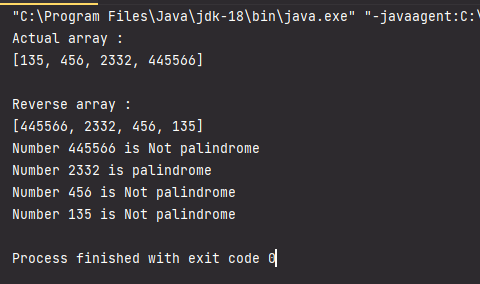 "C:\Program Files\Java\jdk-18\bin\java.exe" "-javaagent:C:\
Actual array :
[135, 456, 2332, 445566]
Reverse array :
[445566, 2332, 456, 135]
Number 445566 is Not palindrome
Number 2332 is palindrome
Number 456 is Not palindrome
Number 135 is Not palindrome
Process finished with exit code 0